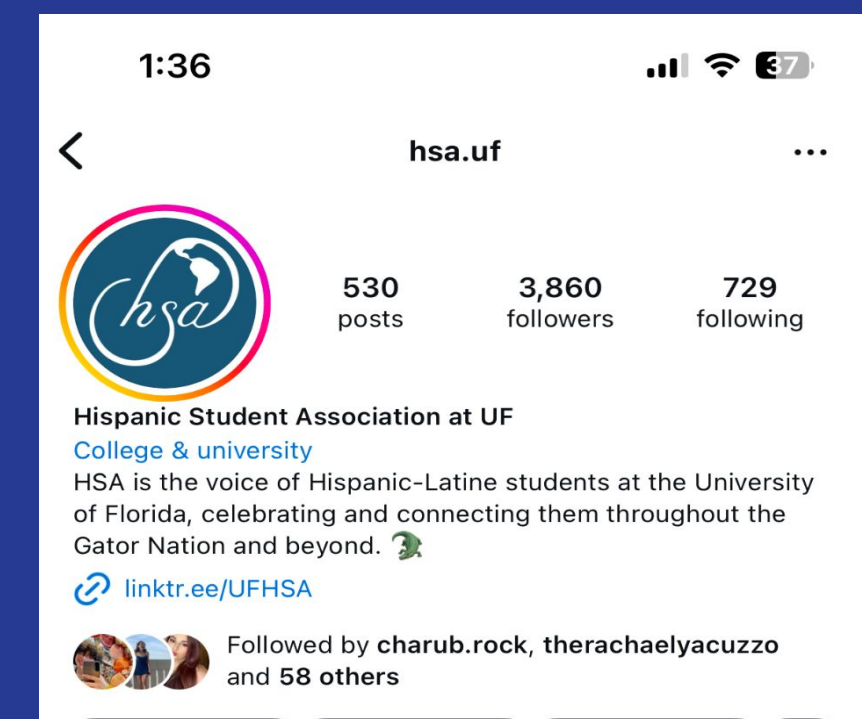 1:36
37
hsa.uf
hsa
530
posts
3,860
followers
729
following
Hispanic Student Association at UF
College & university
HSA is the voice of Hispanic-Latine students at the University
of Florida, celebrating and connecting them throughout the
Gator Nation and beyond. 🐊
linktr.ee/UFHSA
Followed by charub.rock, therachaelyacuzzo
and 58 others